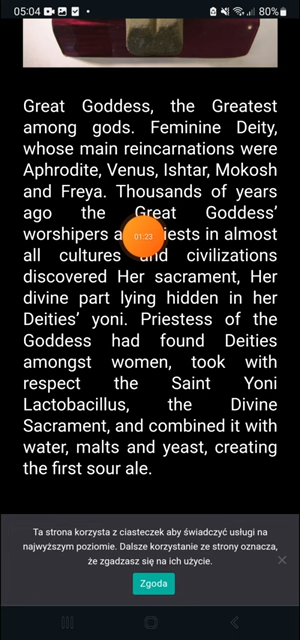 05:04 80%
Great Goddess, the Greatest
among gods. Feminine Deity,
whose main reincarnations were
Aphrodite, Venus, Ishtar, Mokosh
and Freya. Thousands of years
ago the Great Goddess’
worshipers in almost
01:23
all cultures and civilizations
discovered Her sacrament, Her
divine part lying hidden in her
Deities’ yoni. Priestess of the
Goddess had found Deities
amongst women, took with
respect the Saint Yoni
Lactobacillus, the Divine
Sacrament, and combined it with
water, malts and yeast, creating
the first sour ale.
Ta strona korzysta z ciasteczek aby świadczyć usługi na
najwyższym poziomie. Dalsze korzystanie ze strony oznacza,
że zgadzasz się na ich użycie.
Zgoda